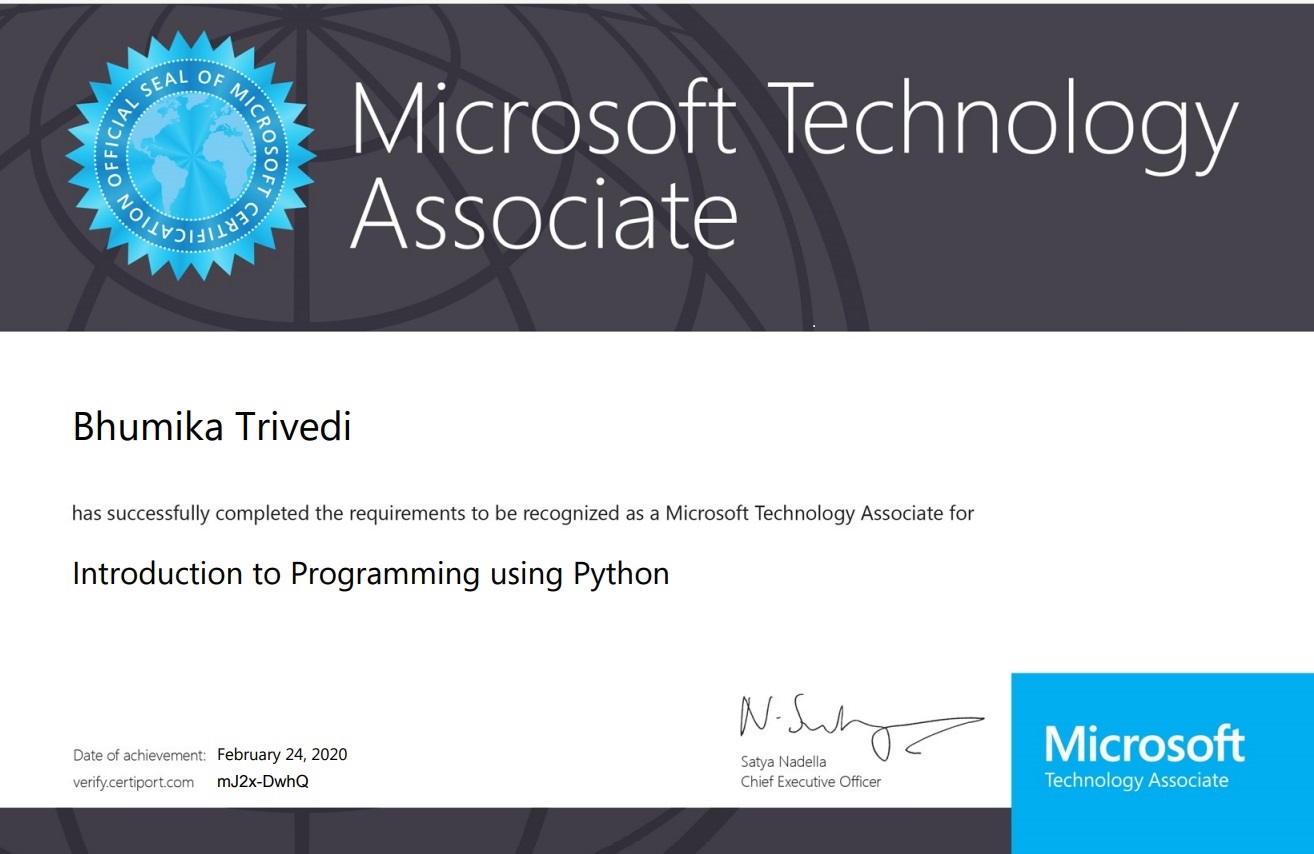 OFFICIAL SEAL OF MICROSOFT CERTIFICATION
Microsoft Technology
Associate
Bhumika Trivedi
has successfully completed the requirements to be recognized as a Microsoft Technology Associate for
Introduction to Programming using Python
Date of achievement: February 24, 2020
verify.certiport.com mJ2x-DwhQ
Satya Nadella
Chief Executive Officer
Microsoft
Technology Associate